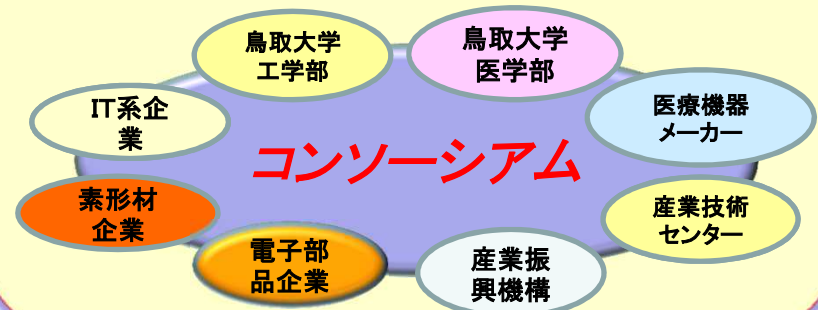 鳥取大学
工学部
鳥取大学
医学部
IT系企
業
医療機器
メーカー
コンソーシアム
素形材
企業
産業技術
センター
電子部
品企業
産業振
興機構